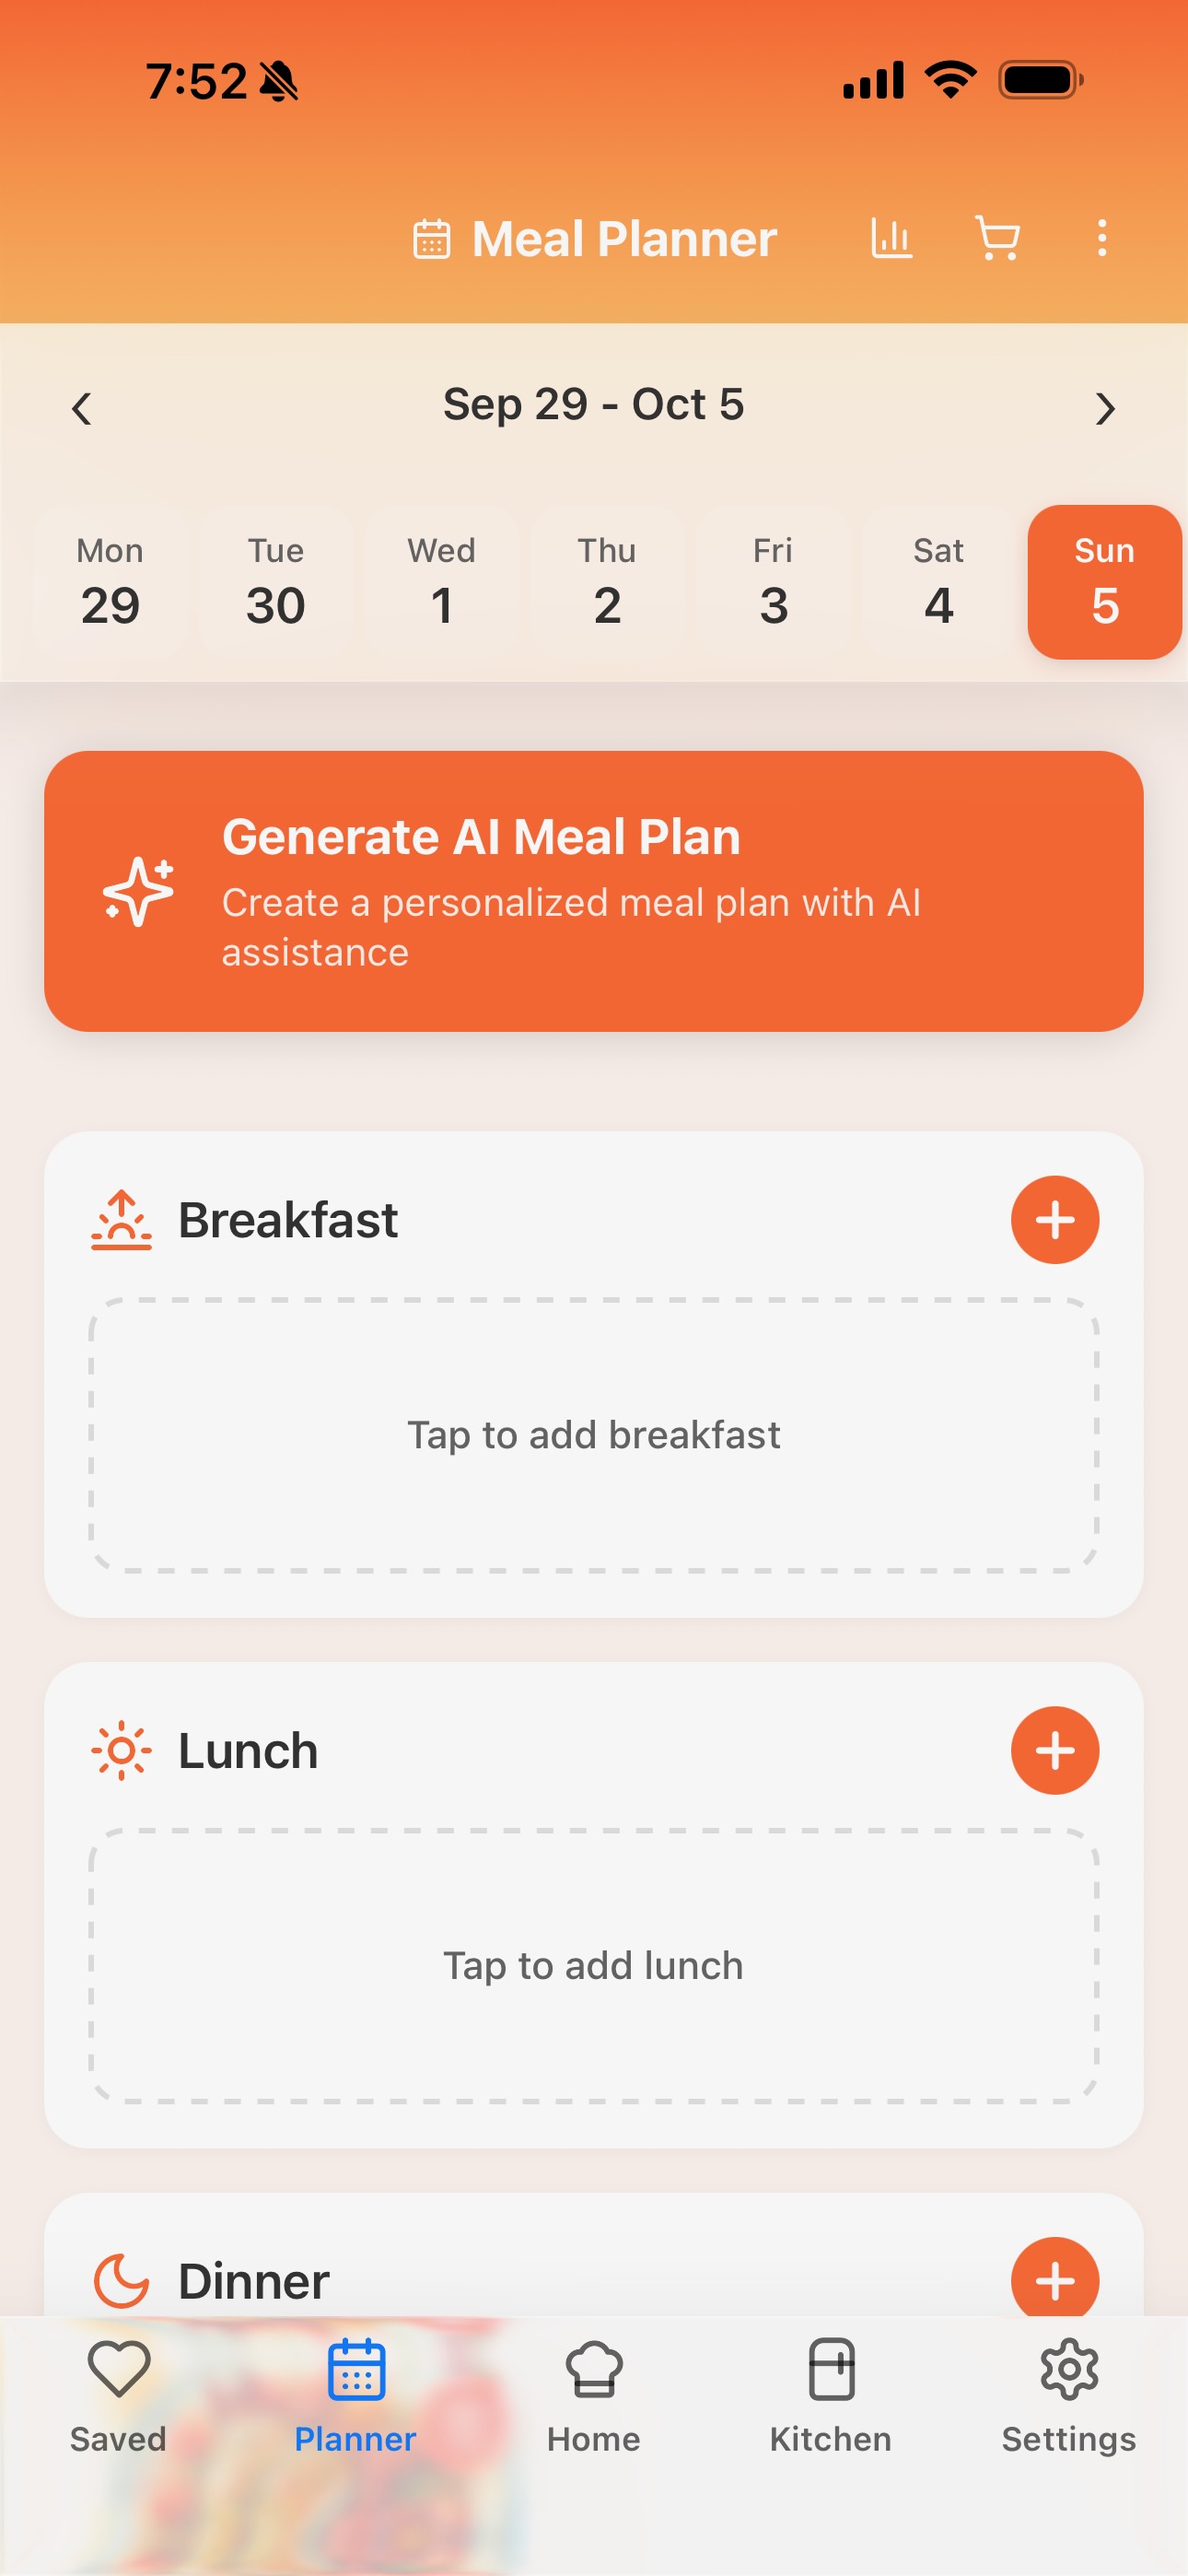 7:52
Meal Planner
‹ Sep 29 - Oct 5 ›
Mon Tue Wed Thu Fri Sat Sun
29 30 1 2 3 4 5
Generate AI Meal Plan
Create a personalized meal plan with AI
assistance
Breakfast
Tap to add breakfast
Lunch
Tap to add lunch
Dinner
Saved Planner Home Kitchen Settings